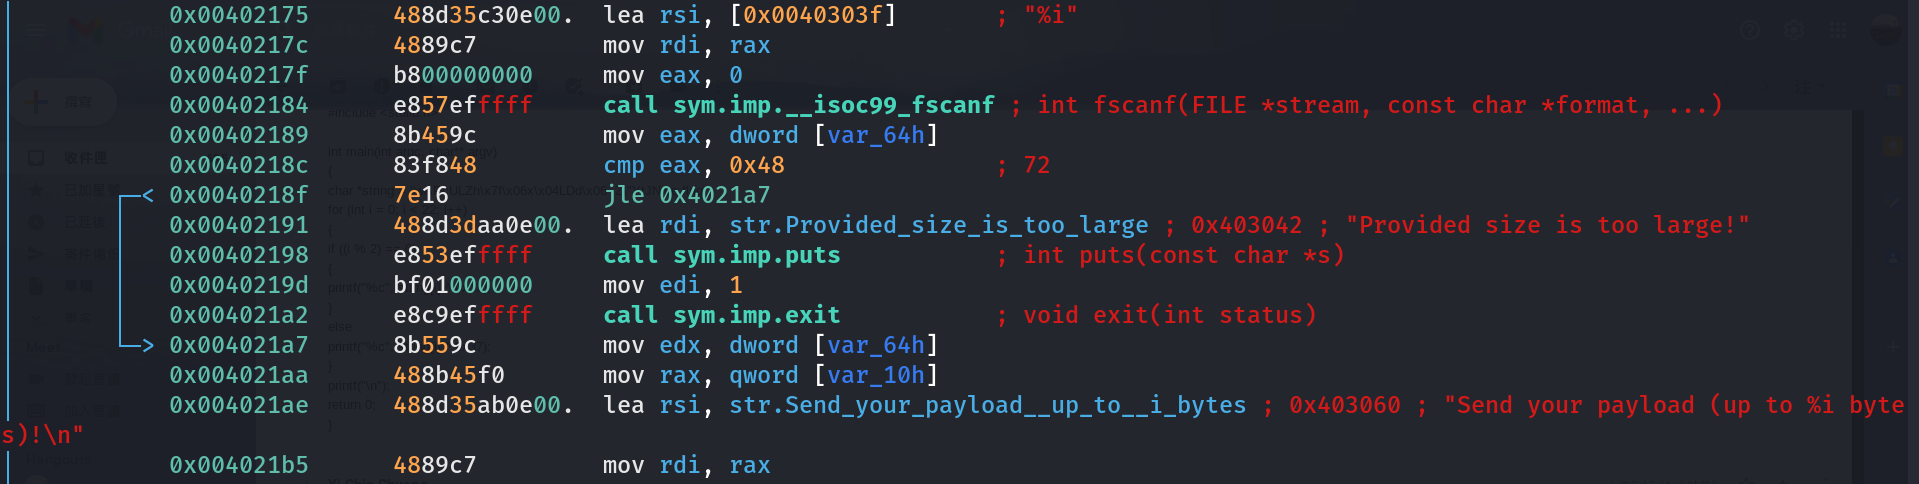 0x00402175 488d35c30e00. lea rsi, [0x0040303f] ; "%i"
0x0040217c 4889c7 mov rdi, rax
0x0040217f b800000000 mov eax, 0
0x00402184 e857efffff call sym.imp.__isoc99_fscanf ; int fscanf(FILE *stream, const char *format, ...)
0x00402189 8b459c mov eax, dword [var_64h]
0x0040218c 83f848 cmp eax, 0x48 ; 72
0x0040218f 7e16 jle 0x4021a7
0x00402191 488d3daa0e00. lea rdi, str.Provided_size_is_too_large ; 0x403042 ; "Provided size is too large!"
0x00402198 e853efffff call sym.imp.puts ; int puts(const char *s)
0x0040219d bf01000000 mov edi, 1
0x004021a2 e8c9efffff call sym.imp.exit ; void exit(int status)
0x004021a7 8b559c mov edx, dword [var_64h]
0x004021aa 488b45f0 mov rax, qword [var_10h]
0x004021ae 488d35ab0e00. lea rsi, str.Send_your_payload__up_to__i_bytes ; 0x403060 ; "Send your payload (up to %i byte
s)!\n"
0x004021b5 4889c7 mov rdi, rax